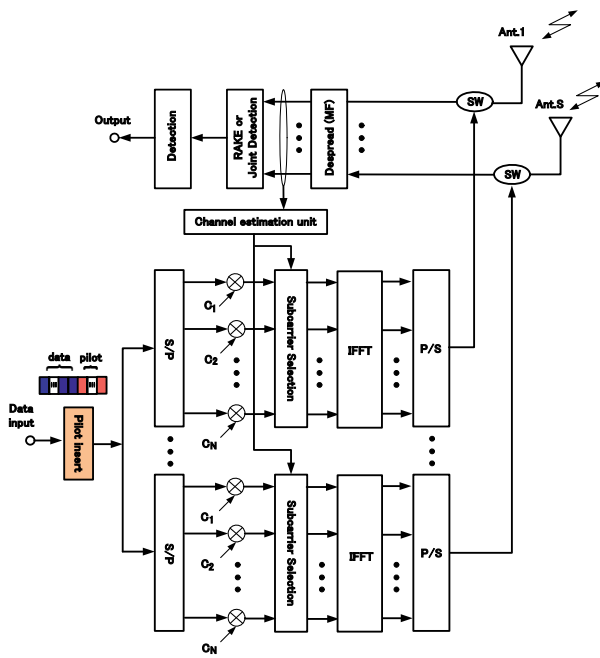 Ant.1
Ant.S
SW
SW
Output
Detection
RAKE or
Joint Detection
Despread (MF)
Channel estimation unit
S/P
C1
C2
CN
Subcarrier Selection
IFFT
P/S
data
pilot
Data
input
Pilot insert
S/P
C1
C2
CN
Subcarrier Selection
IFFT
P/S